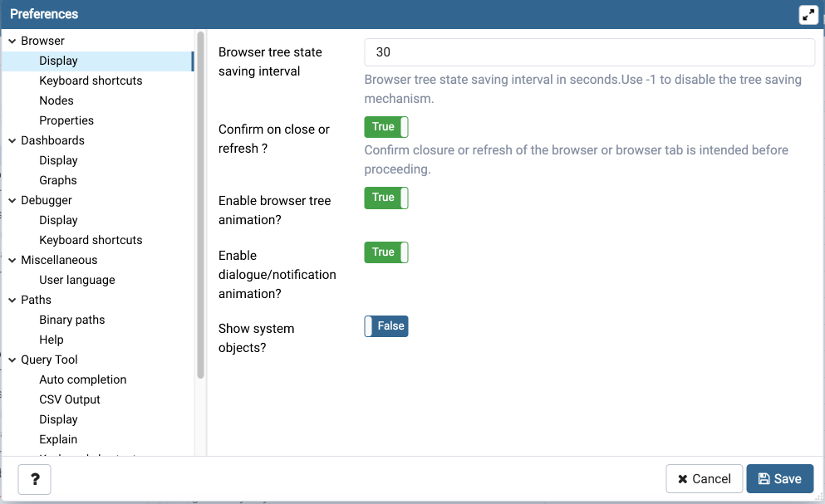 Preferences
Browser
Display
Keyboard shortcuts
Nodes
Properties
Dashboards
Display
Graphs
Debugger
Display
Keyboard shortcuts
Miscellaneous
User language
Paths
Binary paths
Help
Query Tool
Auto completion
CSV Output
Display
Explain
Browser tree state
saving interval
30
Browser tree state saving interval in seconds.Use -1 to disable the tree saving
mechanism.
Confirm on close or
refresh ?
True
Confirm closure or refresh of the browser or browser tab is intended before
proceeding.
Enable browser tree
animation?
True
Enable
dialogue/notification
animation?
True
Show system
objects?
False
?
Cancel
Save